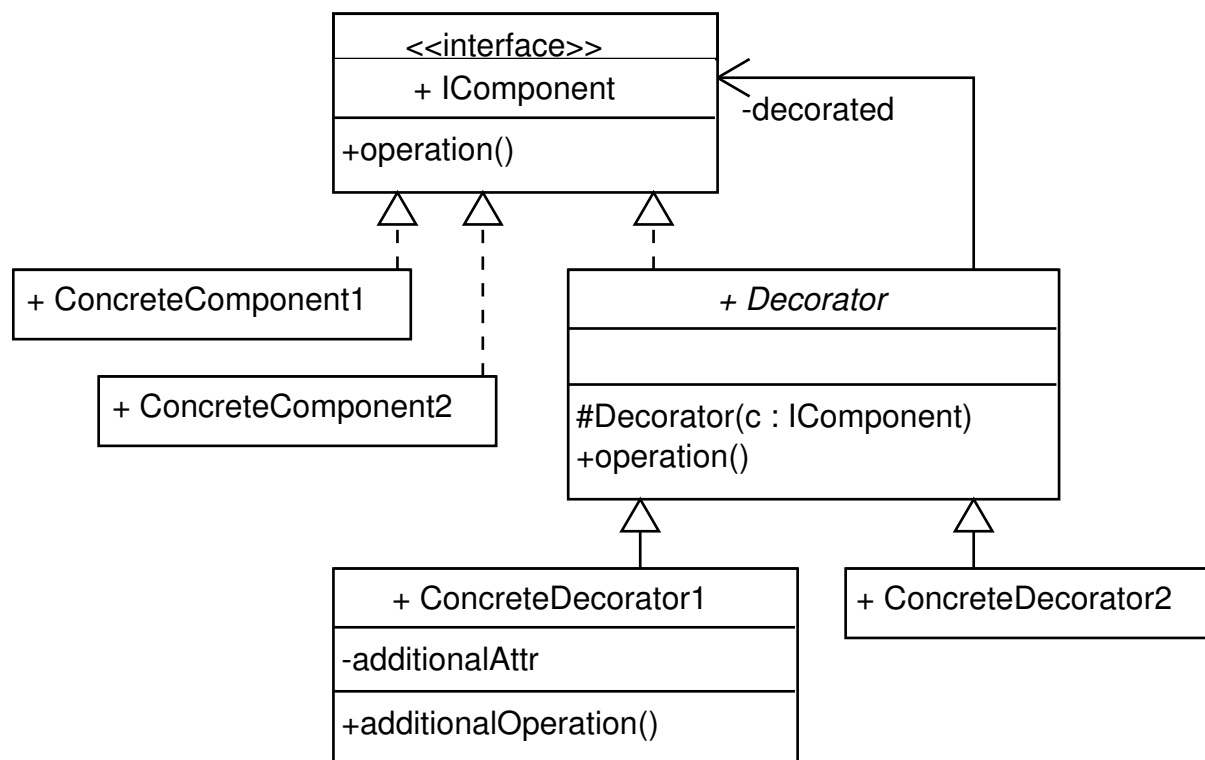 <<interface>>
+ IComponent
-decorated
+operation()
+ ConcreteComponent1
+ Decorator
+ ConcreteComponent2
#Decorator(c : IComponent)
+operation()
+ ConcreteDecorator1
+ ConcreteDecorator2
-additionalAttr
+additionalOperation()